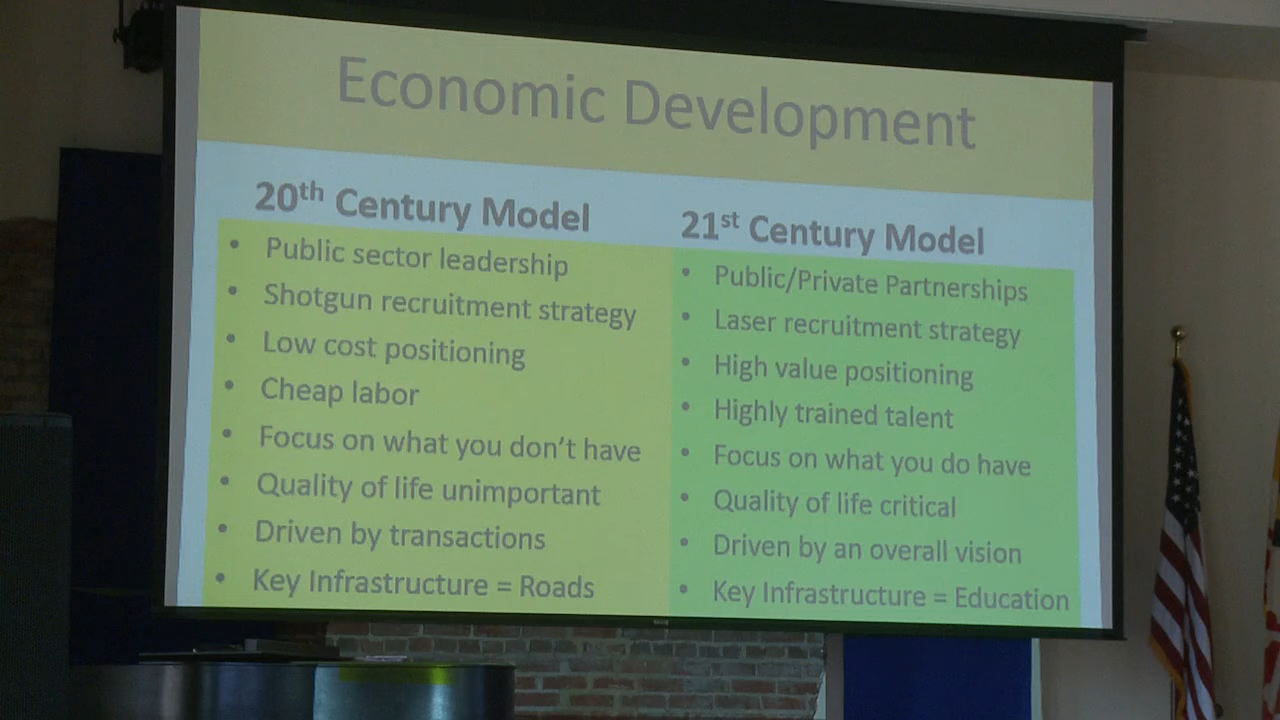 Economic Development
20th Century Model
• Public sector leadership
• Shotgun recruitment strategy
• Low cost positioning
• Cheap labor
• Focus on what you don't have
• Quality of life unimportant
• Driven by transactions
• Key Infrastructure = Roads
21st Century Model
• Public/Private Partnerships
• Laser recruitment strategy
• High value positioning
• Highly trained talent
• Focus on what you do have
• Quality of life critical
• Driven by an overall vision
• Key Infrastructure = Education